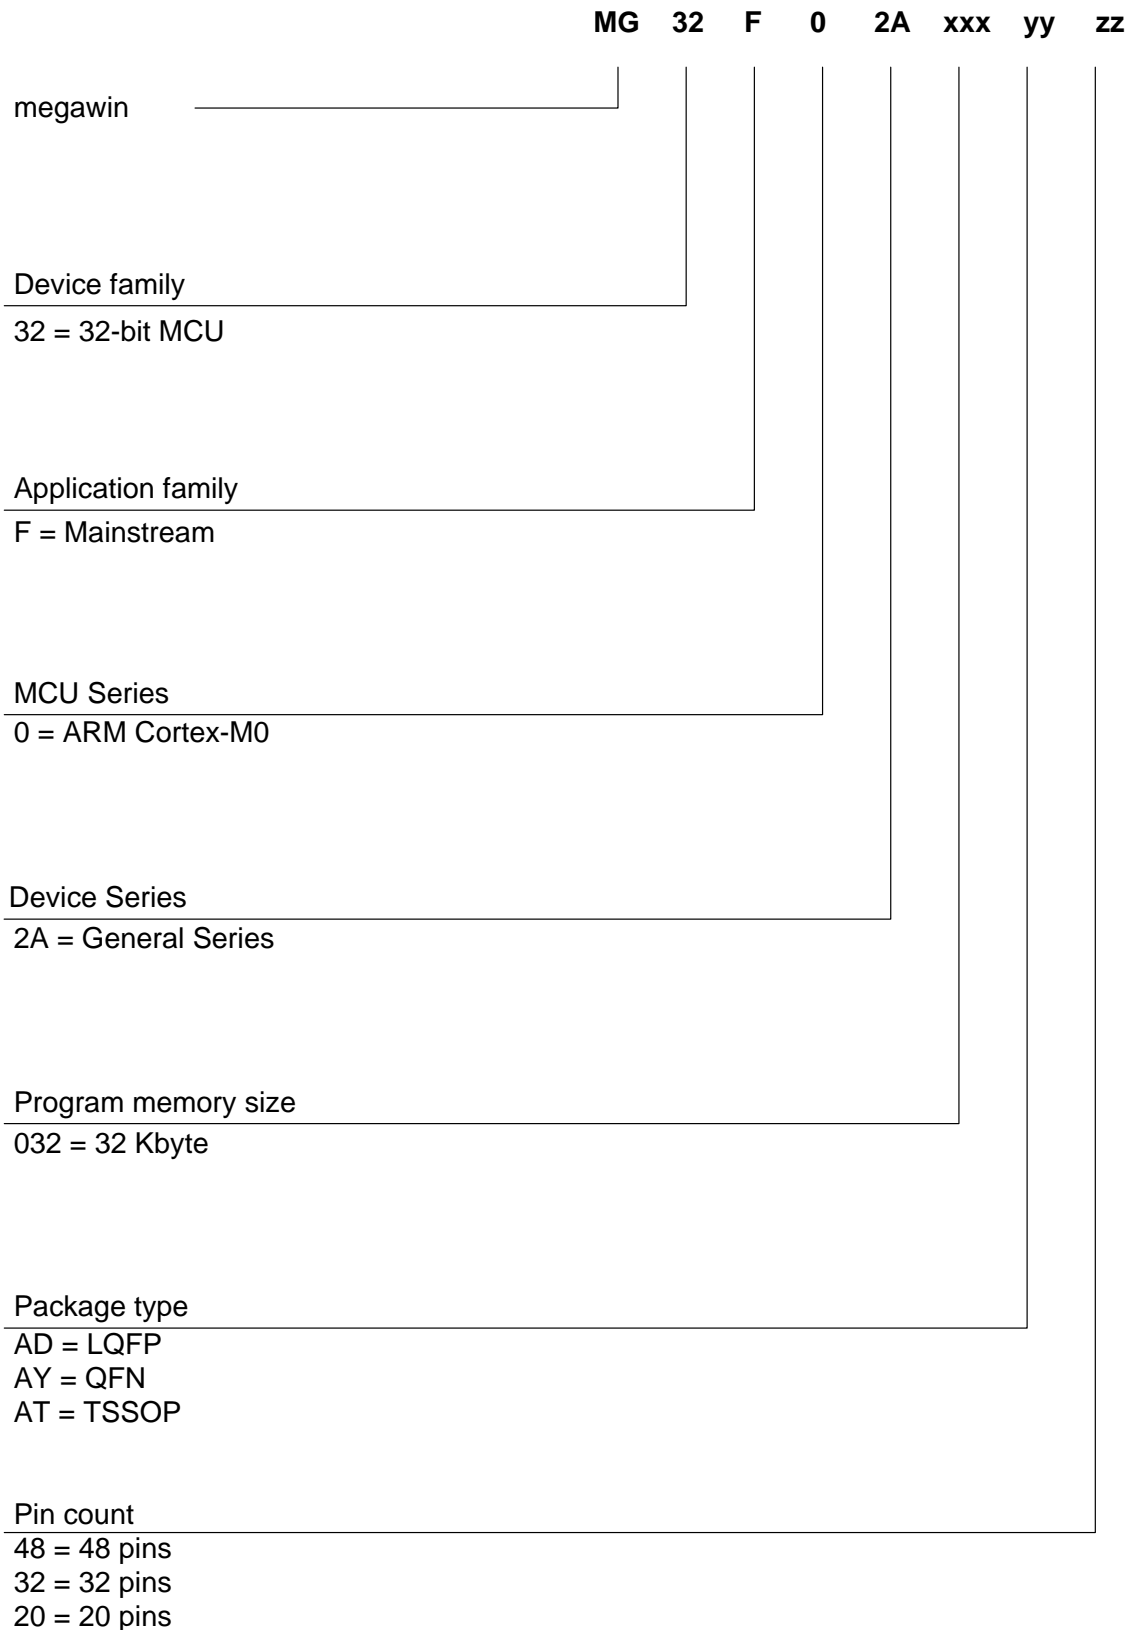 MG 32 F 0 2A xxx yy zz
megawin
Device family
32 = 32-bit MCU
Application family
F = Mainstream
MCU Series
0 = ARM Cortex-M0
Device Series
2A = General Series
Program memory size
032 = 32 Kbyte
Package type
AD = LQFP
AY = QFN
AT = TSSOP
Pin count
48 = 48 pins
32 = 32 pins
20 = 20 pins